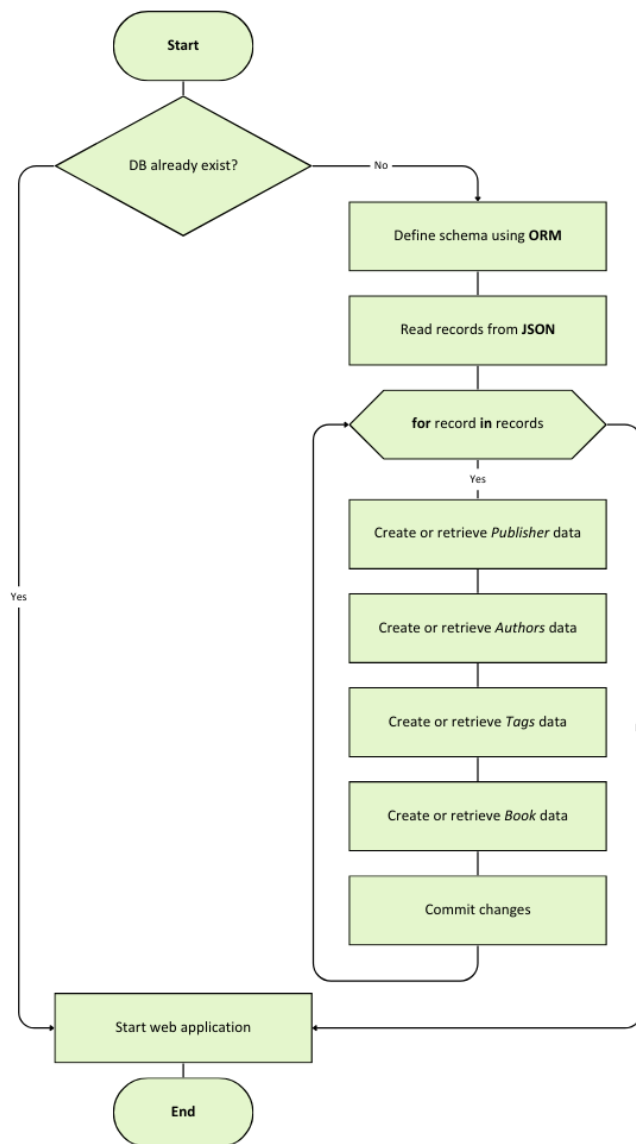 Start
DB already exist?
No
Define schema using ORM
Read records from JSON
for record in records
Yes
Create or retrieve Publisher data
Yes
Create or retrieve Authors data
Create or retrieve Tags data
Create or retrieve Book data
Commit changes
Start web application
End